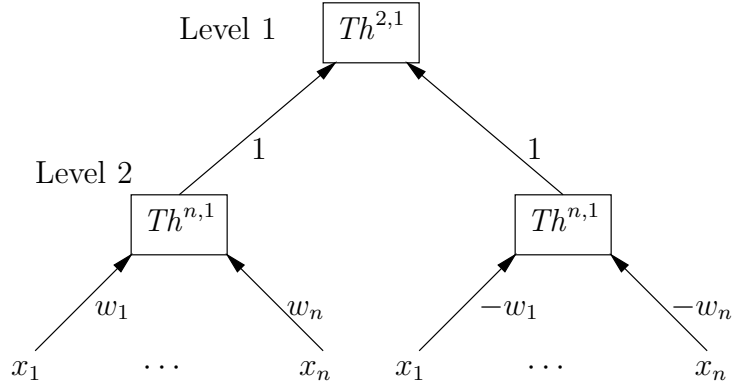 Level 1
Th^{2,1}
1 1
Level 2
Th^{n,1} Th^{n,1}
w_1 w_n −w_1 −w_n
x_1 ⋯ x_n x_1 ⋯ x_n